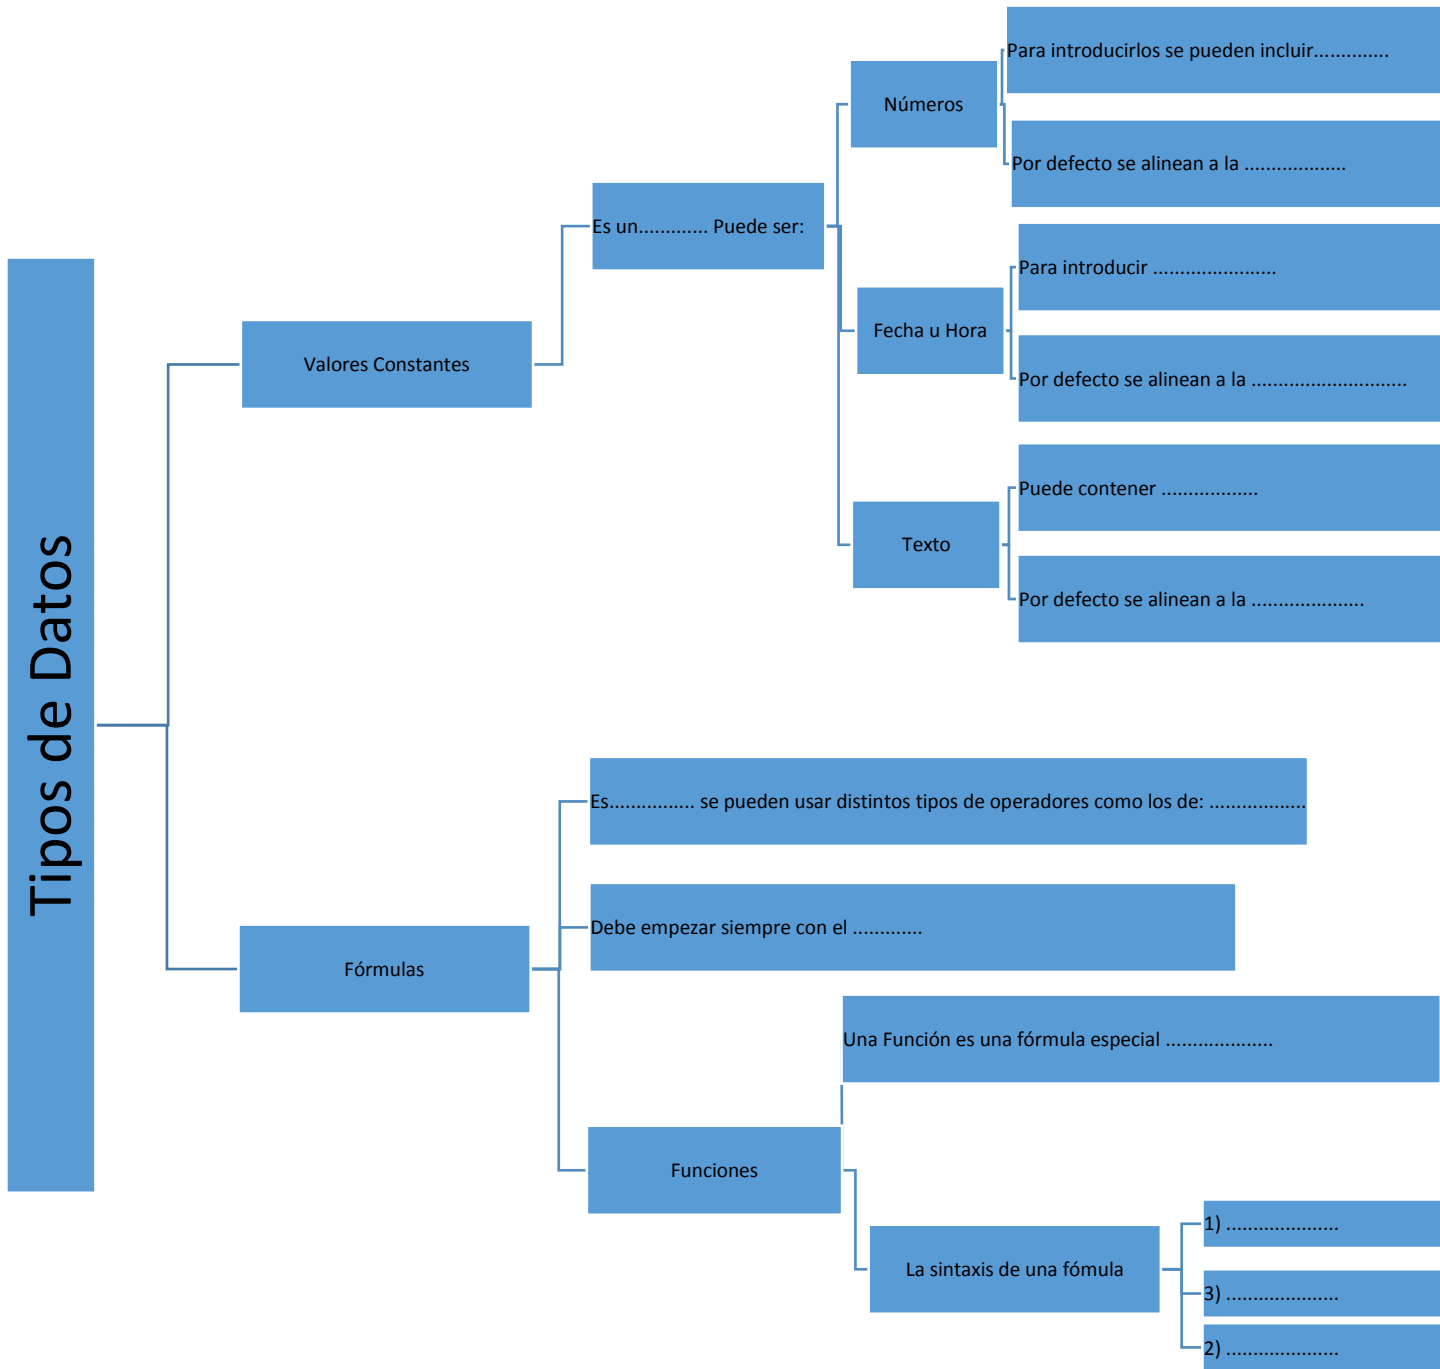 Tipos de Datos
Valores Constantes
Es un............. Puede ser:
Números
Para introducirlos se pueden incluir..............
Por defecto se alinean a la ...................
Fecha u Hora
Para introducir .......................
Por defecto se alinean a la .............................
Texto
Puede contener ..................
Por defecto se alinean a la .....................
Fórmulas
Es................ se pueden usar distintos tipos de operadores como los de: ..................
Debe empezar siempre con el .............
Funciones
Una Función es una fórmula especial ....................
La sintaxis de una fómula
1) .....................
3) .....................
2) .....................